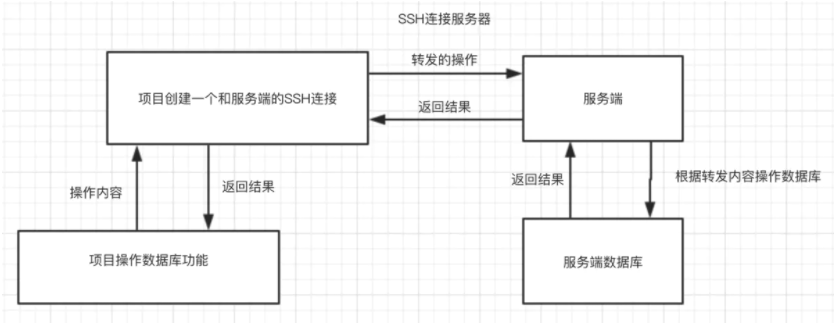 SSH连接服务器
转发的操作
项目创建一个和服务端的SSH连接
服务端
返回结果
操作内容
返回结果
返回结果
根据转发内容操作数据库
项目操作数据库功能
服务端数据库